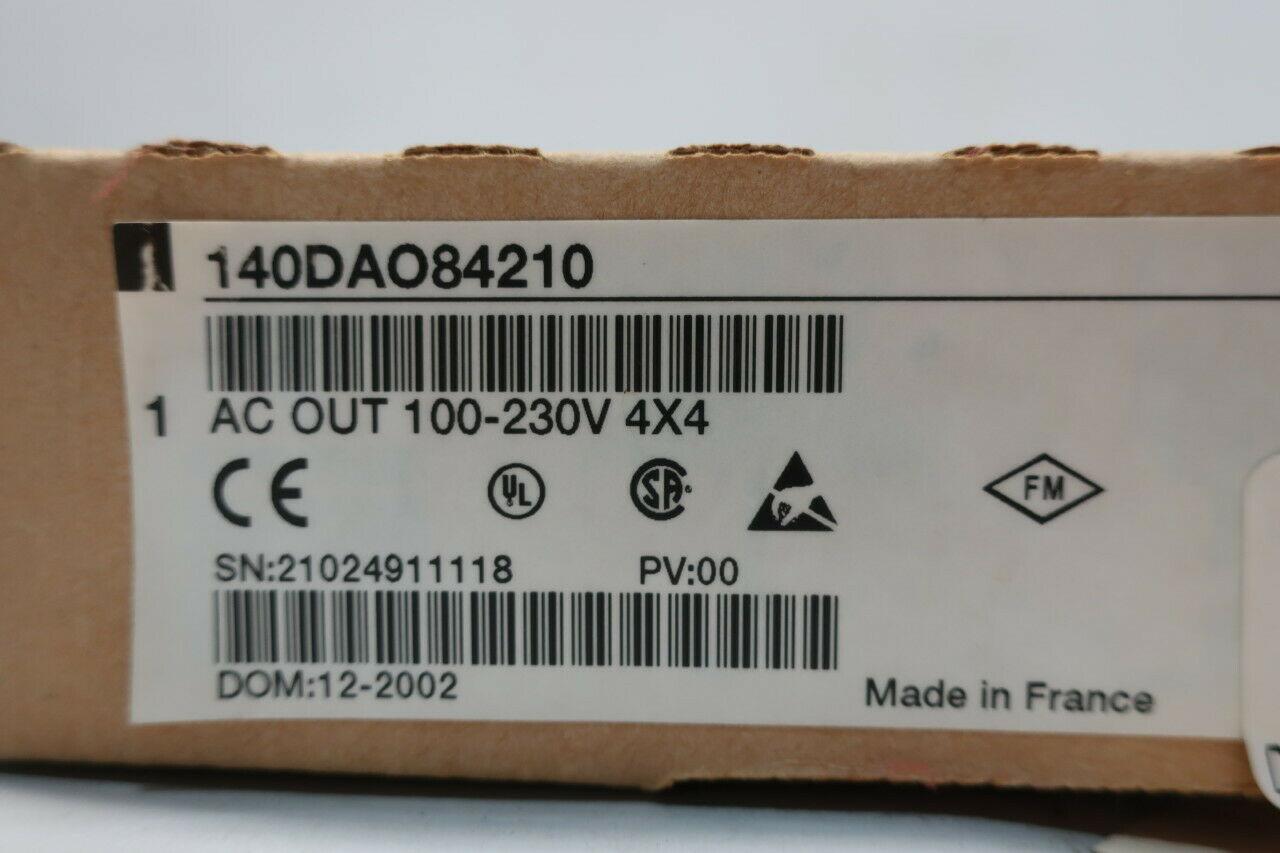 140DAO84210
1 AC OUT 100-230V 4X4
CE UL SA FM
SN:21024911118 PV:00
DOM:12-2002
Made in France